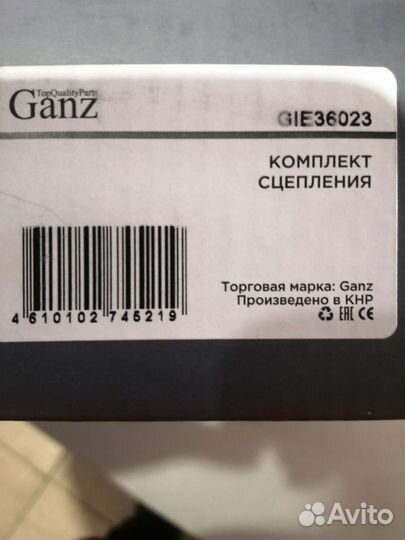 TopQualityParts
Ganz
GIE36023
КОМПЛЕКТ
СЦЕПЛЕНИЯ
Торговая марка: Ganz
Произведено в КНР
EAC CE
4 610102 745219
Avito